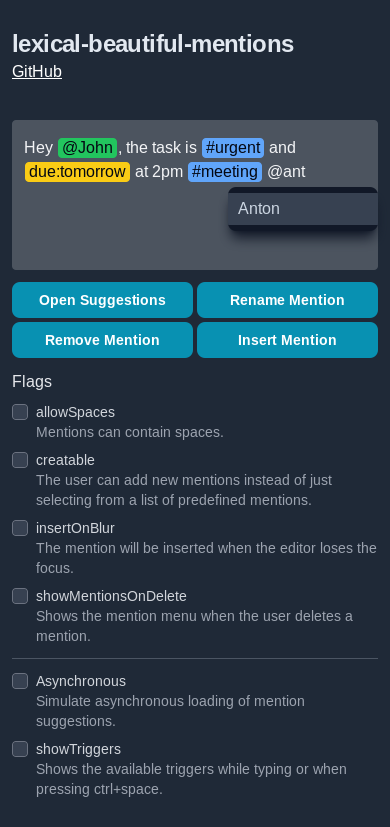 lexical-beautiful-mentions
GitHub
Hey @John, the task is #urgent and
due:tomorrow at 2pm #meeting @ant
Anton
Open Suggestions
Rename Mention
Remove Mention
Insert Mention
Flags
allowSpaces
Mentions can contain spaces.
creatable
The user can add new mentions instead of just
selecting from a list of predefined mentions.
insertOnBlur
The mention will be inserted when the editor loses the
focus.
showMentionsOnDelete
Shows the mention menu when the user deletes a
mention.
Asynchronous
Simulate asynchronous loading of mention
suggestions.
showTriggers
Shows the available triggers while typing or when
pressing ctrl+space.